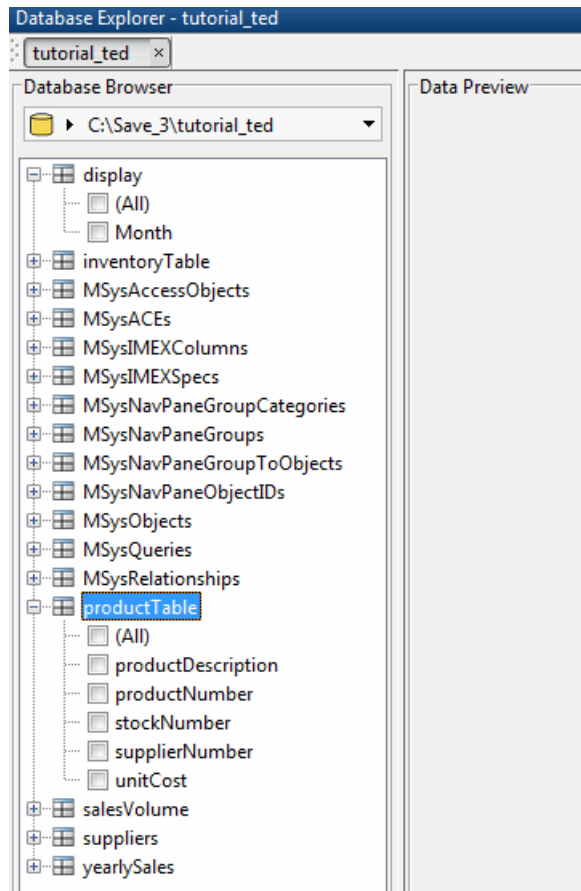 Database Explorer - tutorial_ted
tutorial_ted ×
Database Browser
C:\Save_3\tutorial_ted
display
(All)
Month
inventoryTable
MSysAccessObjects
MSysACEs
MSysIMEXColumns
MSysIMEXSpecs
MSysNavPaneGroupCategories
MSysNavPaneGroups
MSysNavPaneGroupToObjects
MSysNavPaneObjectIDs
MSysObjects
MSysQueries
MSysRelationships
productTable
(All)
productDescription
productNumber
stockNumber
supplierNumber
unitCost
salesVolume
suppliers
yearlySales
Data Preview